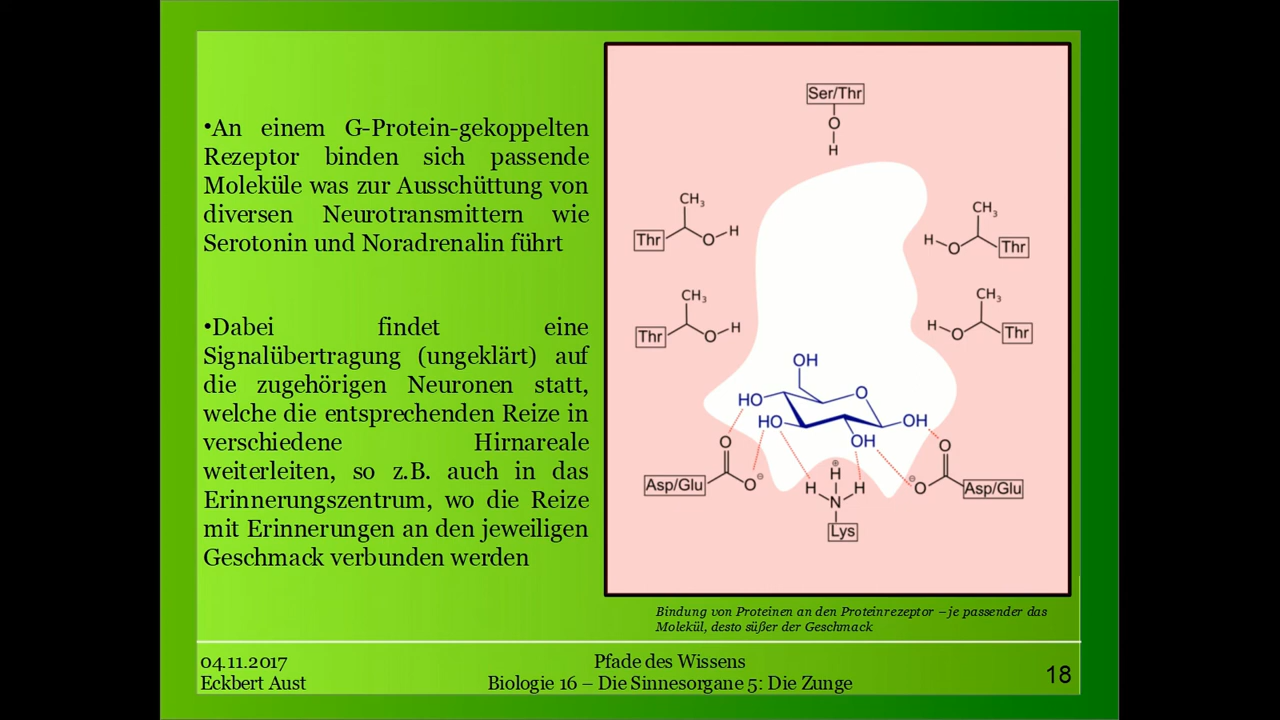 •An einem G-Protein-gekoppelten
Rezeptor binden sich passende
Moleküle was zur Ausschüttung von
diversen Neurotransmittern wie
Serotonin und Noradrenalin führt
•Dabei findet eine
Signalübertragung (ungeklärt) auf
die zugehörigen Neuronen statt,
welche die entsprechenden Reize in
verschiedene Hirnareale
weiterleiten, so z.B. auch in das
Erinnerungszentrum, wo die Reize
mit Erinnerungen an den jeweiligen
Geschmack verbunden werden
Ser/Thr
O
H
CH₃
Thr
O
H
CH₃
H
O
Thr
CH₃
Thr
O
H
CH₃
H
O
Thr
OH
HO
O
HO
OH
OH
O
Asp/Glu
O⊖
⊕
H
H
H
N
Lys
O
⊖O
Asp/Glu
Bindung von Proteinen an den Proteinrezeptor – je passender das
Molekül, desto süßer der Geschmack
04.11.2017
Eckbert Aust
Pfade des Wissens
Biologie 16 – Die Sinnesorgane 5: Die Zunge
18